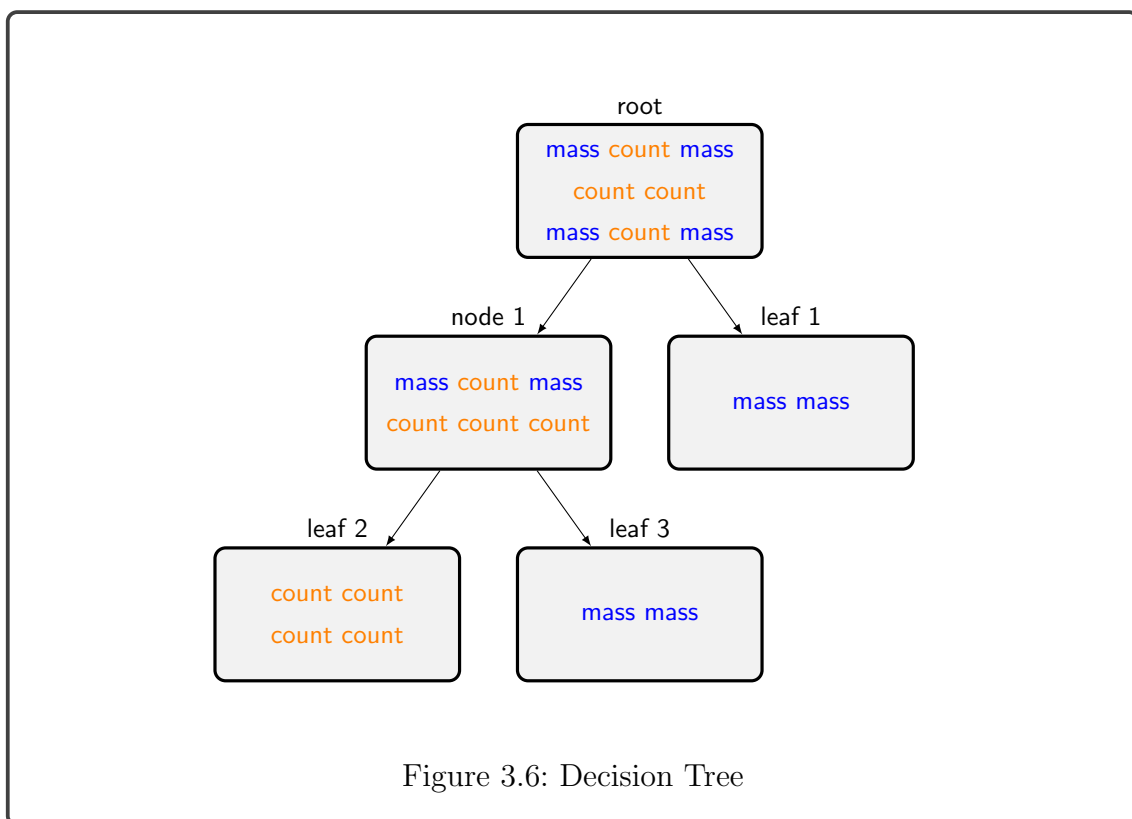 root
mass count mass
count count
mass count mass
node 1
leaf 1
mass count mass
count count count
mass mass
leaf 2
leaf 3
count count
count count
mass mass
Figure 3.6: Decision Tree